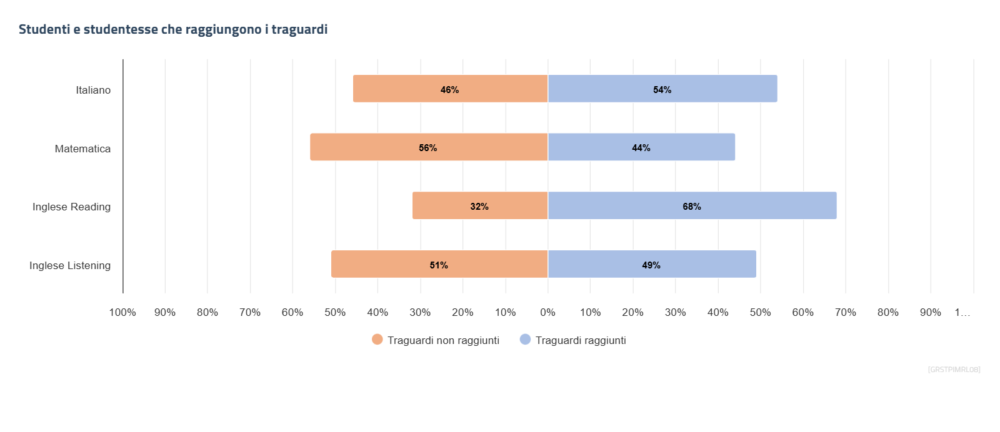 Studenti e studentesse che raggiungono i traguardi
Italiano
46%
54%
Matematica
56%
44%
Inglese Reading
32%
68%
Inglese Listening
51%
49%
100% 90% 80% 70% 60% 50% 40% 30% 20% 10% 0% 10% 20% 30% 40% 50% 60% 70% 80% 90% 1...
Traguardi non raggiunti
Traguardi raggiunti
[GRSTPIMRL08]